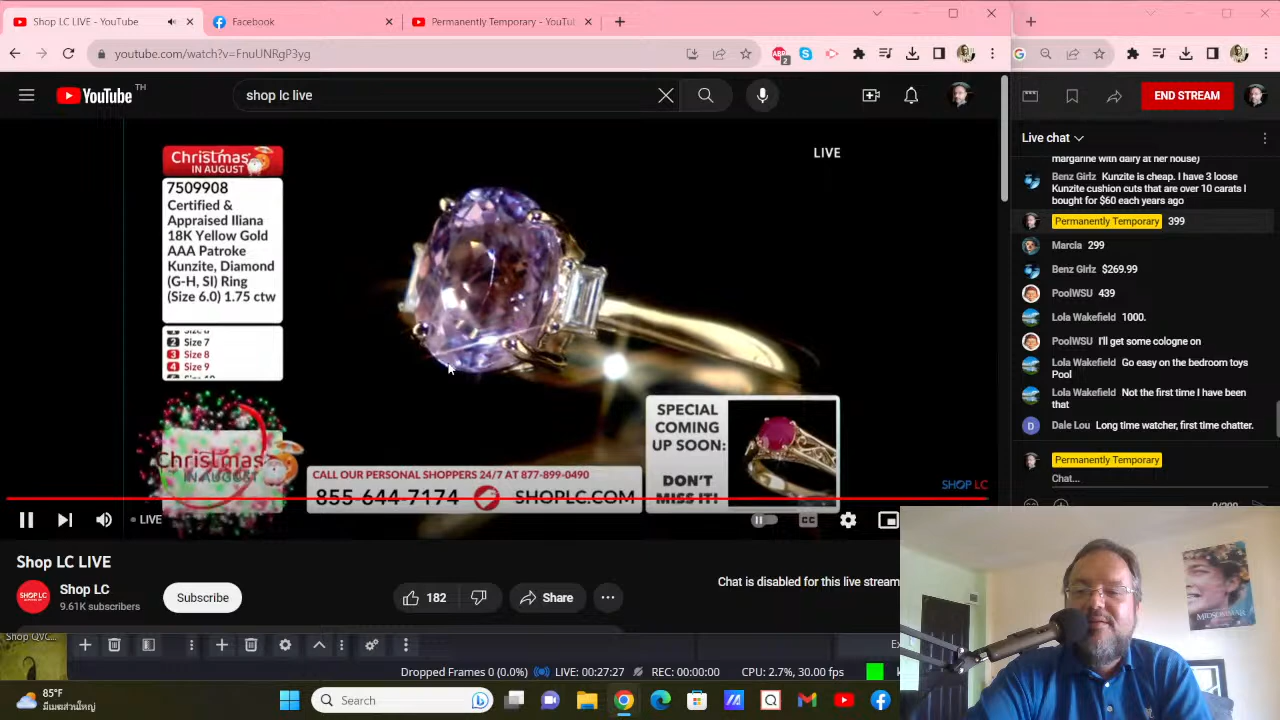 Shop LC LIVE - YouTube
Facebook
Permanently Temporary - YouTu
youtube.com/watch?v=FnuUNRgP3yg
YouTube TH
shop lc live
END STREAM
Live chat
margarine with dairy at her house)
Benz Girlz Kunzite is cheap. I have 3 loose
Kunzite cushion cuts that are over 10 carats I
bought for $60 each years ago
Permanently Temporary 399
Marcia 299
Benz Girlz $269.99
PoolWSU 439
Lola Wakefield 1000.
PoolWSU I'll get some cologne on
Lola Wakefield Go easy on the bedroom toys
Pool
Lola Wakefield Not the first time I have been
that
Dale Lou Long time watcher, first time chatter.
Permanently Temporary
Chat...
Christmas
IN AUGUST
7509908
Certified &
Appraised Iliana
18K Yellow Gold
AAA Patroke
Kunzite, Diamond
(G-H, SI) Ring
(Size 6.0) 1.75 ctw
2 Size 7
3 Size 8
4 Size 9
LIVE
Christmas
IN AUGUST
CALL OUR PERSONAL SHOPPERS 24/7 AT 877-899-0490
855-644-7174 SHOPLC.COM
SPECIAL
COMING
UP SOON:
DON'T
MISS IT!
SHOP LC
LIVE
CC
Shop LC LIVE
SHOP LC
Shop LC
9.61K subscribers
Subscribe
182
Share
Chat is disabled for this live stream
Shop QVC...
Dropped Frames 0 (0.0%)
LIVE: 00:27:27
REC: 00:00:00
CPU: 2.7%, 30.00 fps
MIDSOMMAR
85°F
Search